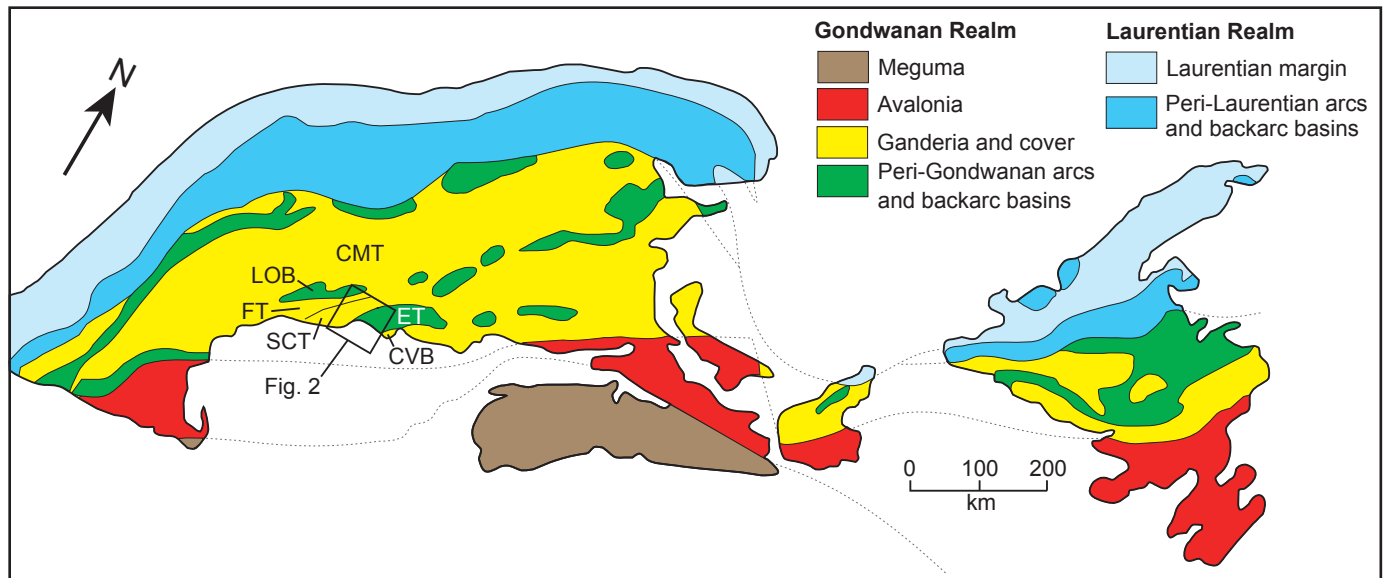 Gondwanan Realm
Meguma
Avalonia
Ganderia and cover
Peri-Gondwanan arcs
and backarc basins
Laurentian Realm
Laurentian margin
Peri-Laurentian arcs
and backarc basins
N
CMT
LOB
FT
ET
SCT
CVB
Fig. 2
0 100 200
km